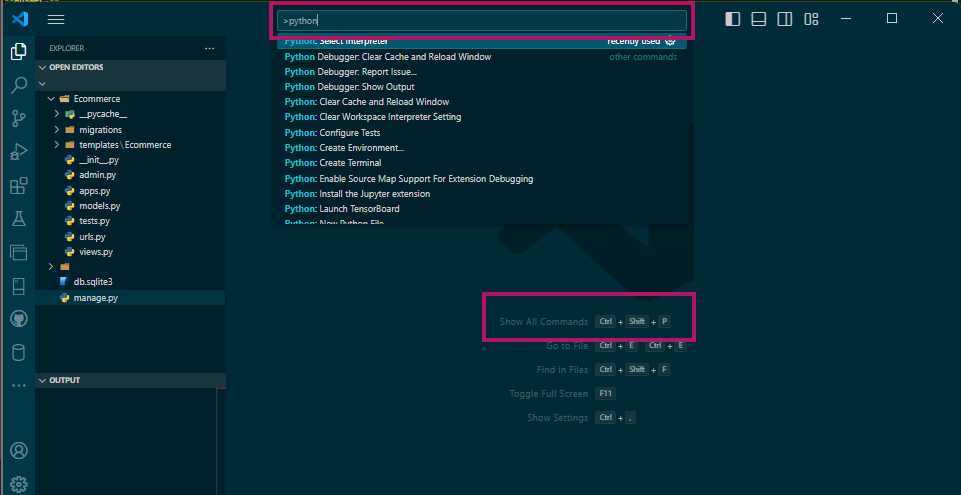 >python
Python: Select Interpreter recently used
Python Debugger: Clear Cache and Reload Window other commands
Python Debugger: Report Issue...
Python Debugger: Show Output
Python: Clear Cache and Reload Window
Python: Clear Workspace Interpreter Setting
Python: Configure Tests
Python: Create Environment...
Python: Create Terminal
Python: Enable Source Map Support For Extension Debugging
Python: Install the Jupyter extension
Python: Launch TensorBoard
Python: New Python File
EXPLORER
OPEN EDITORS
Ecommerce
__pycache__
migrations
templates\Ecommerce
__init__.py
admin.py
apps.py
models.py
tests.py
urls.py
views.py
db.sqlite3
manage.py
OUTPUT
Show All Commands Ctrl + Shift + P
Go to File Ctrl + E Ctrl + E
Find in Files Ctrl + Shift + F
Toggle Full Screen F11
Show Settings Ctrl + ,